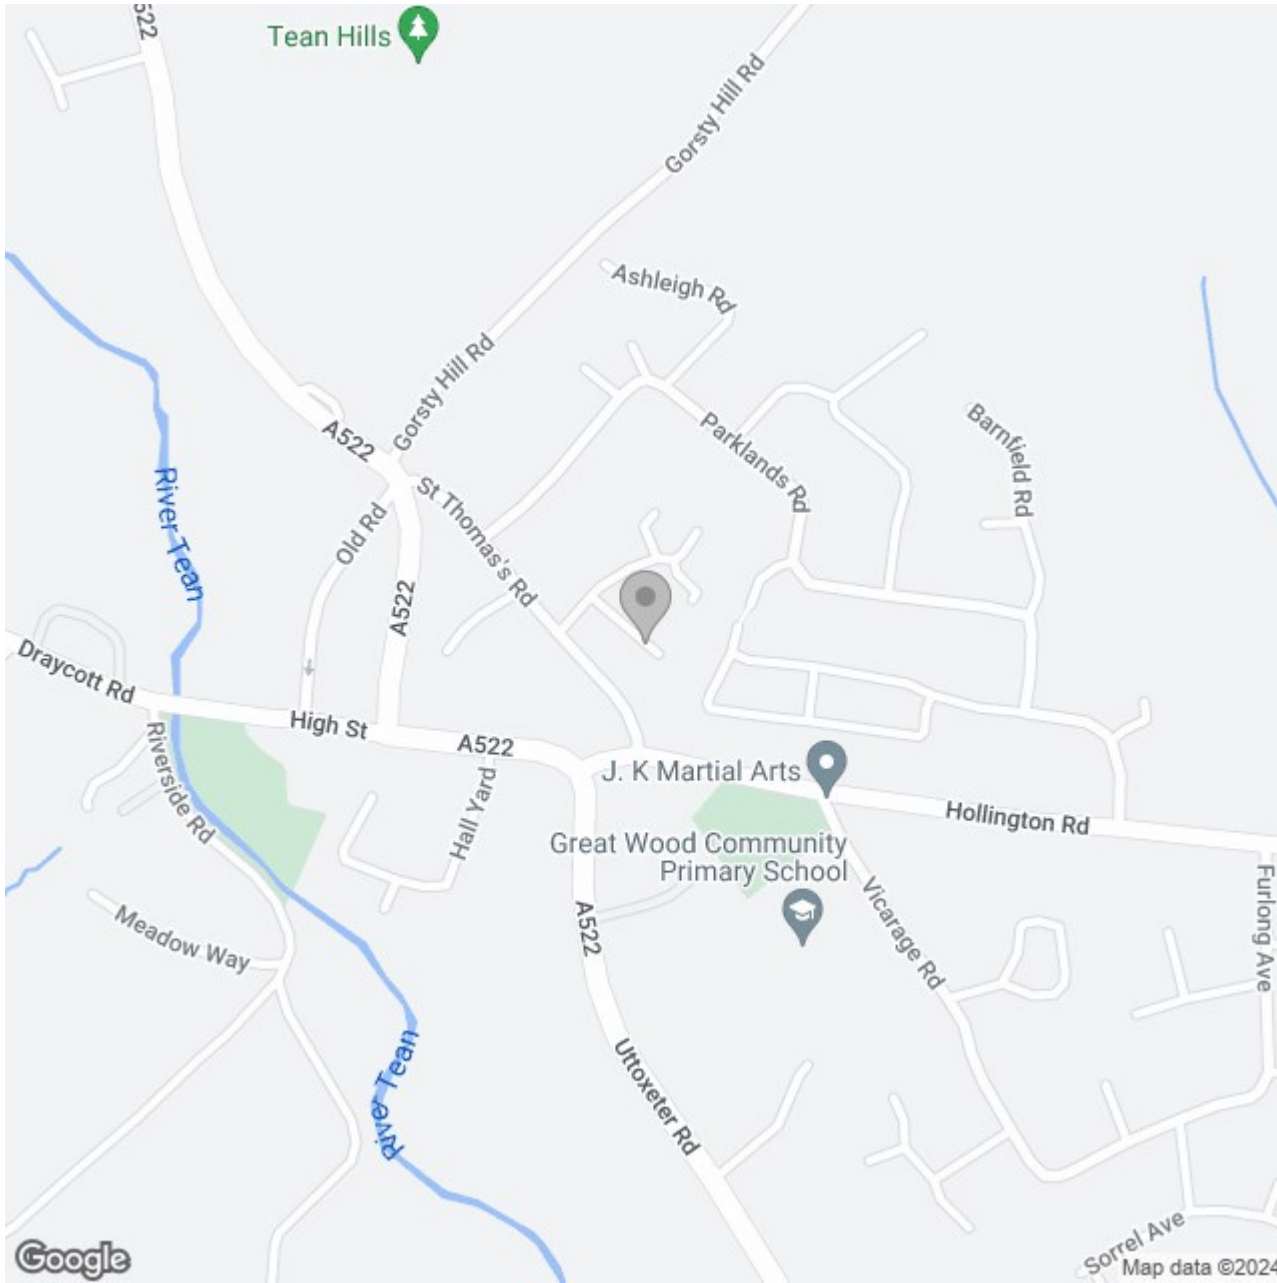 522
Tean Hills
Gorsty Hill Rd
Ashleigh Rd
Gorsty Hill Rd
A522
Parklands Rd
Barnfield Rd
River Tean
St Thomas's Rd
Old Rd
A522
Draycott Rd
High St
A522
Riverside Rd
Hall Yard
J. K Martial Arts
Hollington Rd
Great Wood Community
Primary School
Furlong Ave
Vicarage Rd
A522
Meadow Way
River Tean
Uttoxeter Rd
Sorrel Ave
Google
Map data ©2024